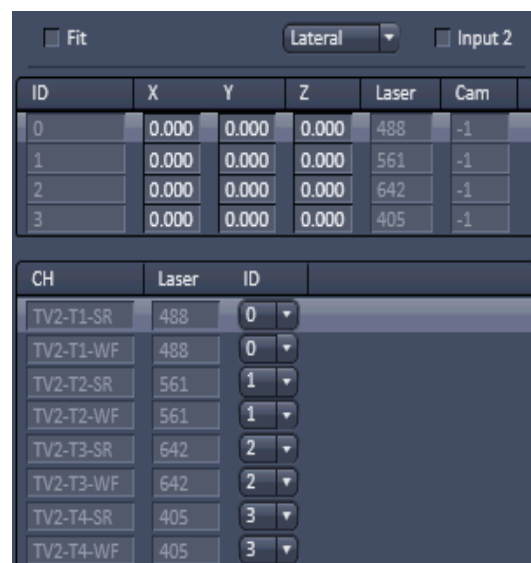 Fit Lateral Input 2
ID X Y Z Laser Cam
0 0.000 0.000 0.000 488 -1
1 0.000 0.000 0.000 561 -1
2 0.000 0.000 0.000 642 -1
3 0.000 0.000 0.000 405 -1
CH Laser ID
TV2-T1-SR 488 0
TV2-T1-WF 488 0
TV2-T2-SR 561 1
TV2-T2-WF 561 1
TV2-T3-SR 642 2
TV2-T3-WF 642 2
TV2-T4-SR 405 3
TV2-T4-WF 405 3